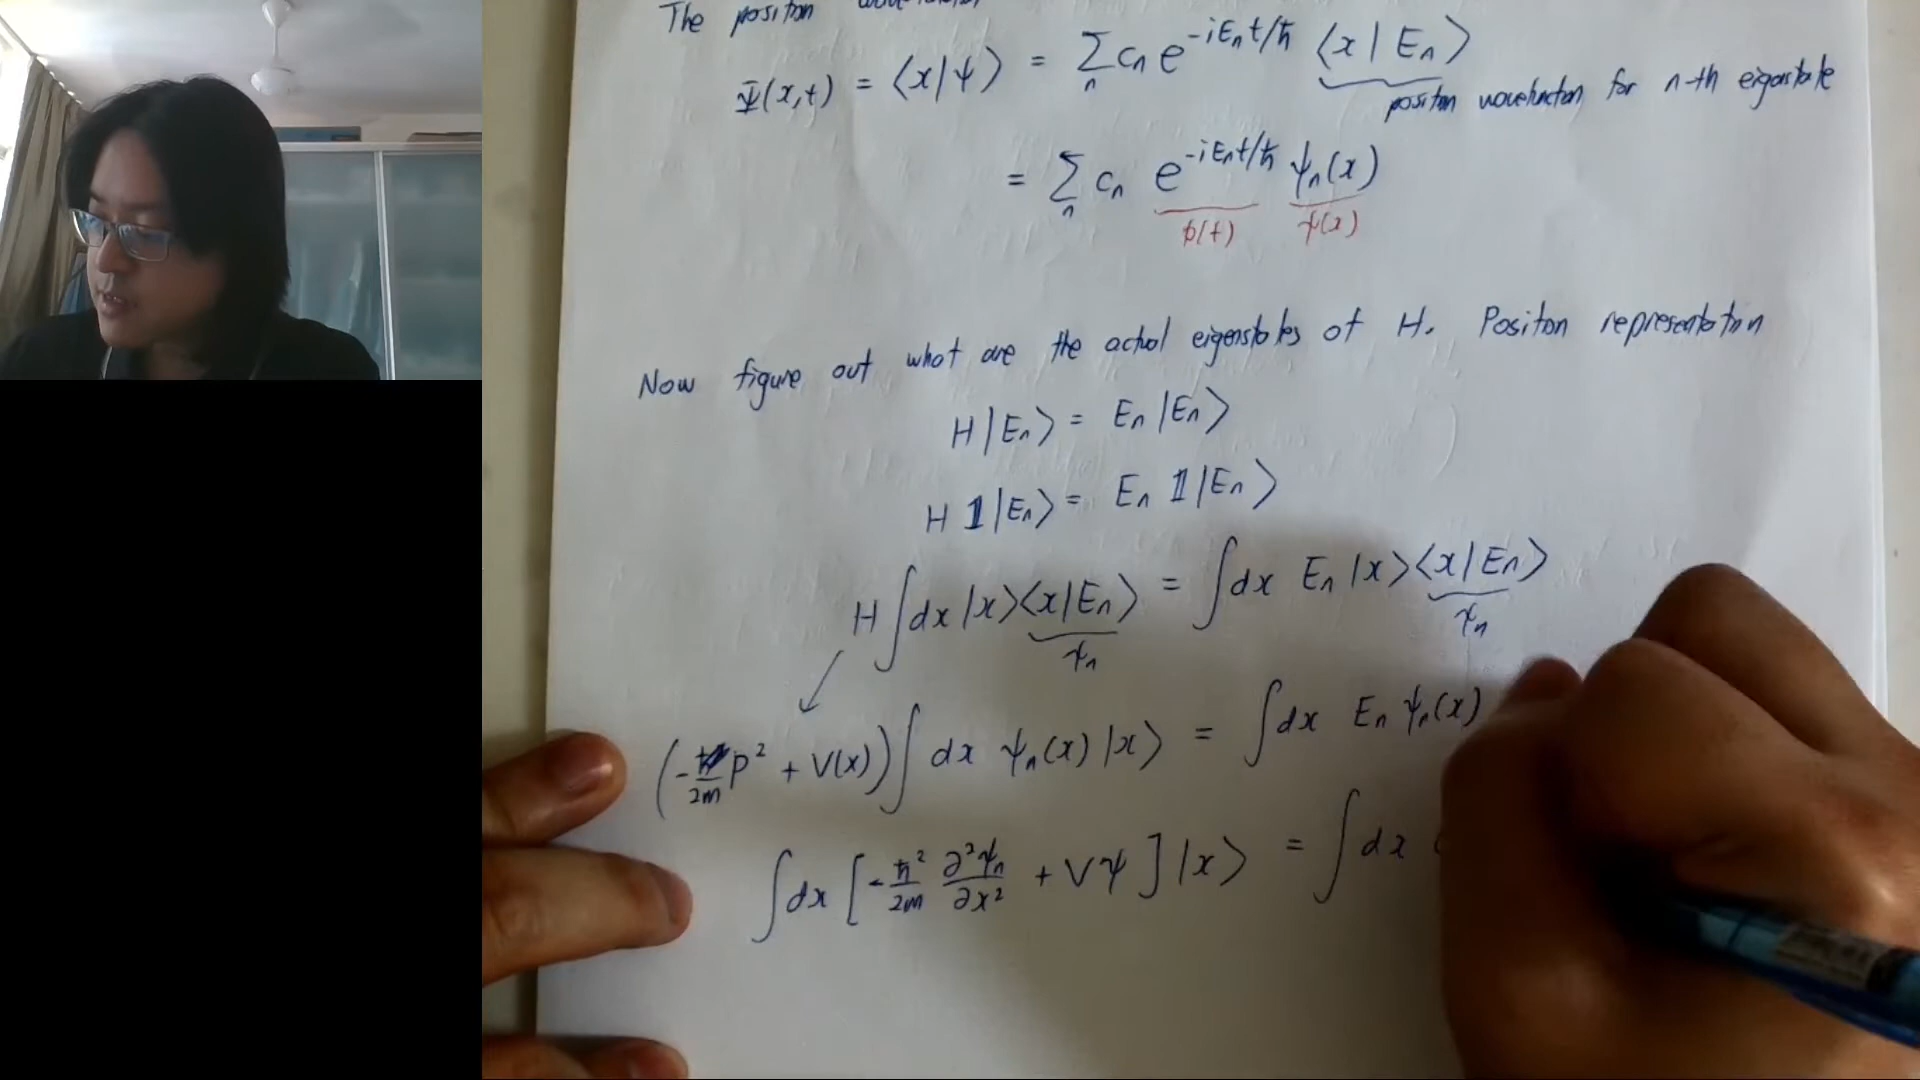 The position
Ψ(x,t) = ⟨x|ψ⟩ = Σₙ cₙ e^{-iEₙt/ħ} ⟨x|Eₙ⟩
position wavefunction for n-th eigenstate
= Σₙ cₙ e^{-iEₙt/ħ} ψₙ(x)
φ(t) ψ(x)
Now figure out what are the actual eigenstates of H. Position representation
H|Eₙ⟩ = Eₙ|Eₙ⟩
H 𝟙|Eₙ⟩ = Eₙ 𝟙|Eₙ⟩
H ∫dx |x⟩⟨x|Eₙ⟩ = ∫dx Eₙ |x⟩⟨x|Eₙ⟩
ψₙ ψₙ
(-1/2m p² + V(x)) ∫dx ψₙ(x) |x⟩ = ∫dx Eₙ ψₙ(x)
∫dx [-ħ²/2m ∂²ψₙ/∂x² + Vψ] |x⟩ = ∫dx